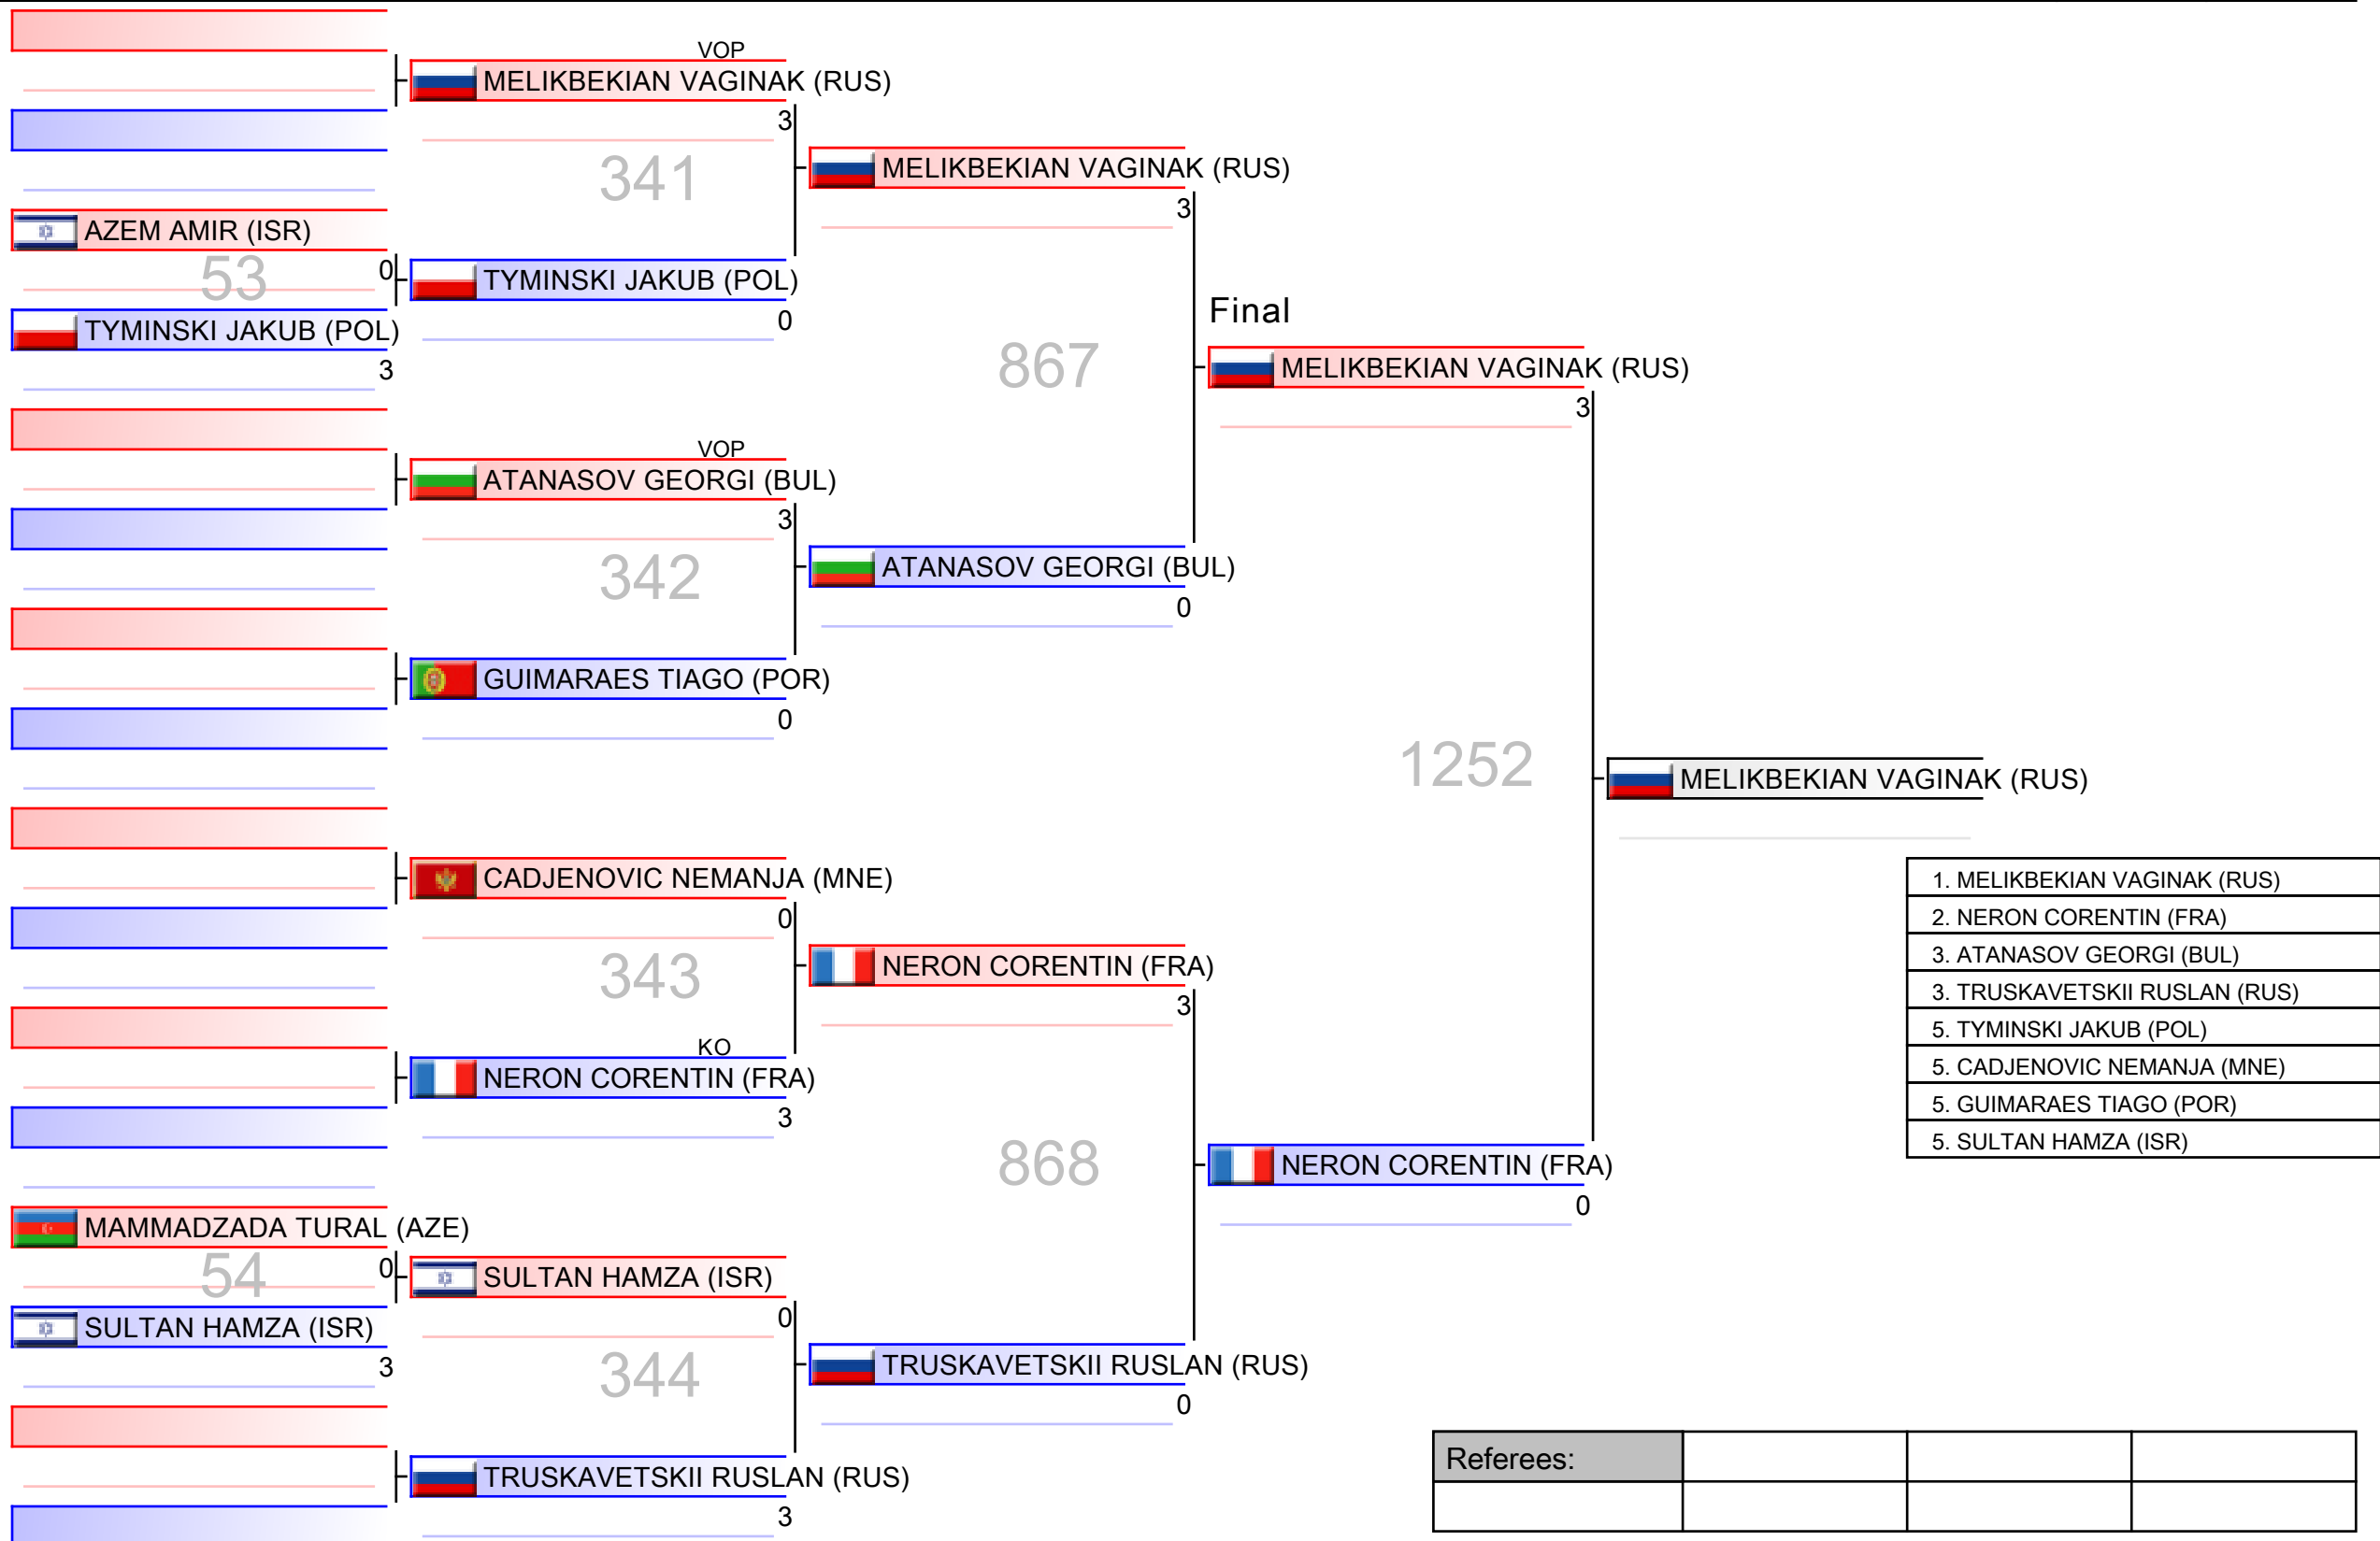 VOP
MELIKBEKIAN VAGINAK (RUS)
3
341
MELIKBEKIAN VAGINAK (RUS)
3
AZEM AMIR (ISR)
0
53
TYMINSKI JAKUB (POL)
0
TYMINSKI JAKUB (POL)
3
867
Final
MELIKBEKIAN VAGINAK (RUS)
3
VOP
ATANASOV GEORGI (BUL)
3
342
ATANASOV GEORGI (BUL)
0
GUIMARAES TIAGO (POR)
0
1252
MELIKBEKIAN VAGINAK (RUS)
CADJENOVIC NEMANJA (MNE)
0
343
NERON CORENTIN (FRA)
3
KO
NERON CORENTIN (FRA)
3
868
NERON CORENTIN (FRA)
0
1. MELIKBEKIAN VAGINAK (RUS)
2. NERON CORENTIN (FRA)
3. ATANASOV GEORGI (BUL)
3. TRUSKAVETSKII RUSLAN (RUS)
5. TYMINSKI JAKUB (POL)
5. CADJENOVIC NEMANJA (MNE)
5. GUIMARAES TIAGO (POR)
5. SULTAN HAMZA (ISR)
MAMMADZADA TURAL (AZE)
0
54
SULTAN HAMZA (ISR)
0
SULTAN HAMZA (ISR)
3
344
TRUSKAVETSKII RUSLAN (RUS)
0
TRUSKAVETSKII RUSLAN (RUS)
3
Referees: